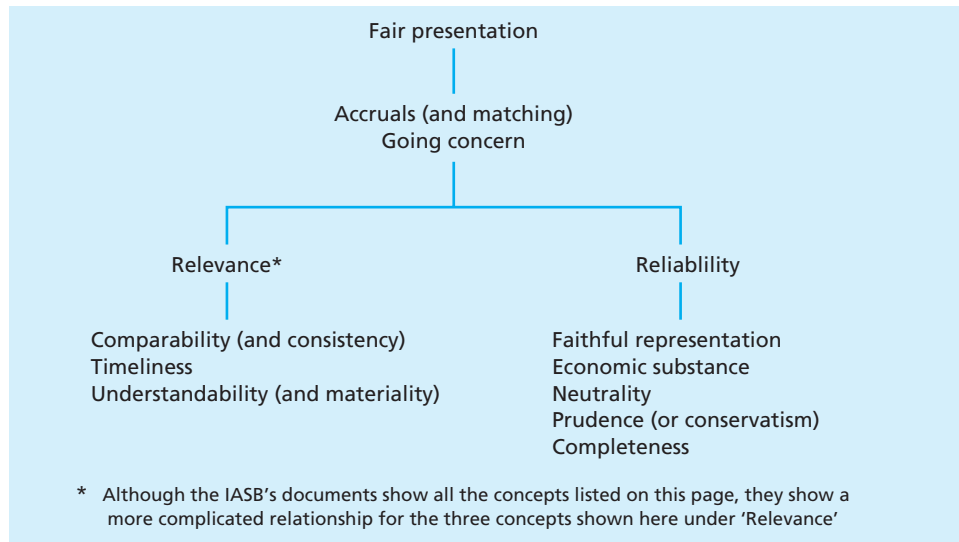 Fair presentation
Accruals (and matching)
Going concern
Relevance*
Reliablility
Comparability (and consistency)
Timeliness
Understandability (and materiality)
Faithful representation
Economic substance
Neutrality
Prudence (or conservatism)
Completeness
* Although the IASB’s documents show all the concepts listed on this page, they show a
more complicated relationship for the three concepts shown here under ‘Relevance’